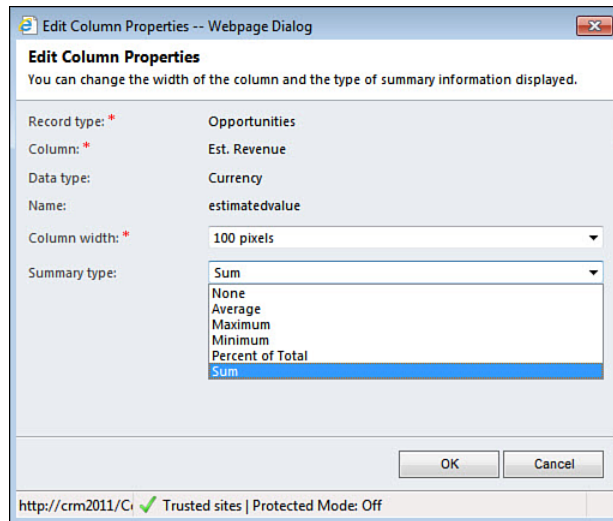 Edit Column Properties -- Webpage Dialog
Edit Column Properties
You can change the width of the column and the type of summary information displayed.
Record type: * Opportunities
Column: * Est. Revenue
Data type: Currency
Name: estimatedvalue
Column width: * 100 pixels
Summary type: Sum
None
Average
Maximum
Minimum
Percent of Total
Sum
OK Cancel
http://crm2011/C Trusted sites | Protected Mode: Off